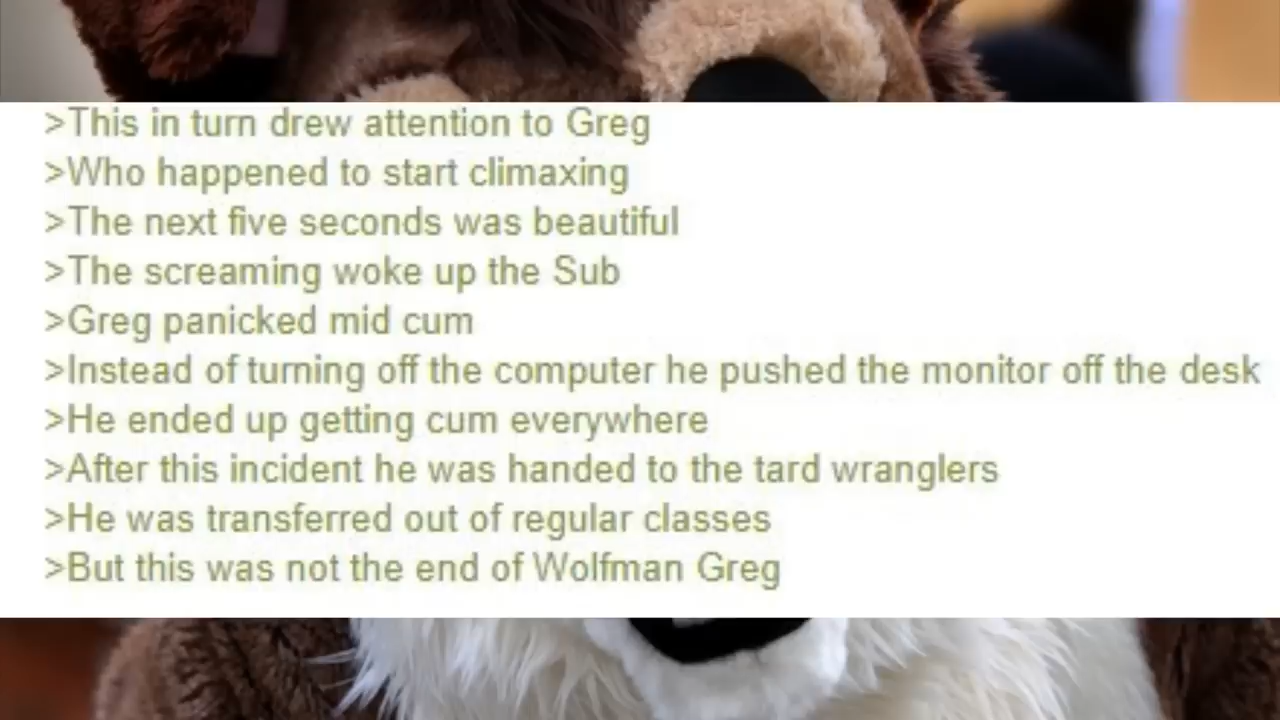 >This in turn drew attention to Greg
>Who happened to start climaxing
>The next five seconds was beautiful
>The screaming woke up the Sub
>Greg panicked mid cum
>Instead of turning off the computer he pushed the monitor off the desk
>He ended up getting cum everywhere
>After this incident he was handed to the tard wranglers
>He was transferred out of regular classes
>But this was not the end of Wolfman Greg